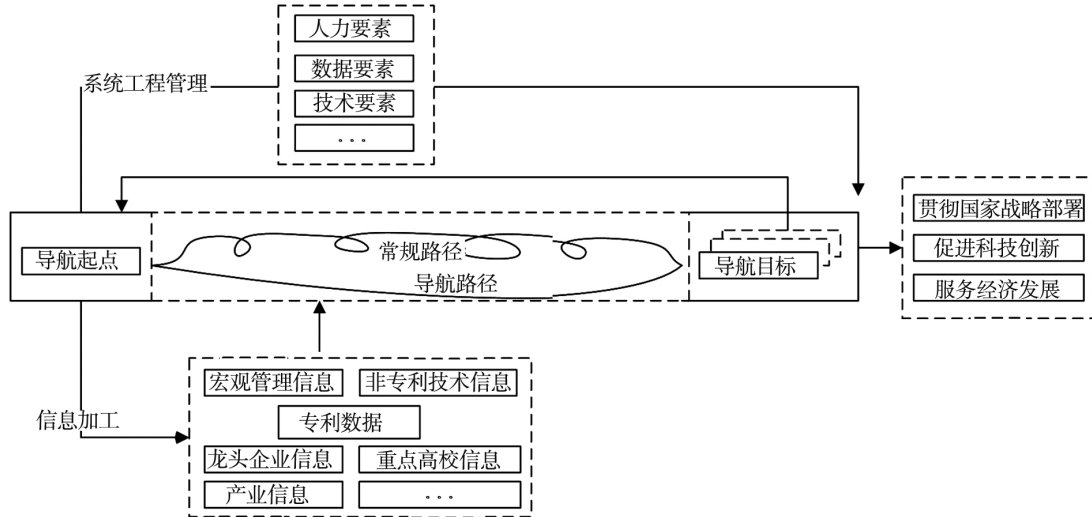 人力要素
系统工程管理
数据要素
技术要素
。。。
贯彻国家战略部署
导航起点
常规路径
导航路径
导航目标
促进科技创新
服务经济发展
宏观管理信息
非专利技术信息
信息加工
专利数据
龙头企业信息
重点高校信息
产业信息
...